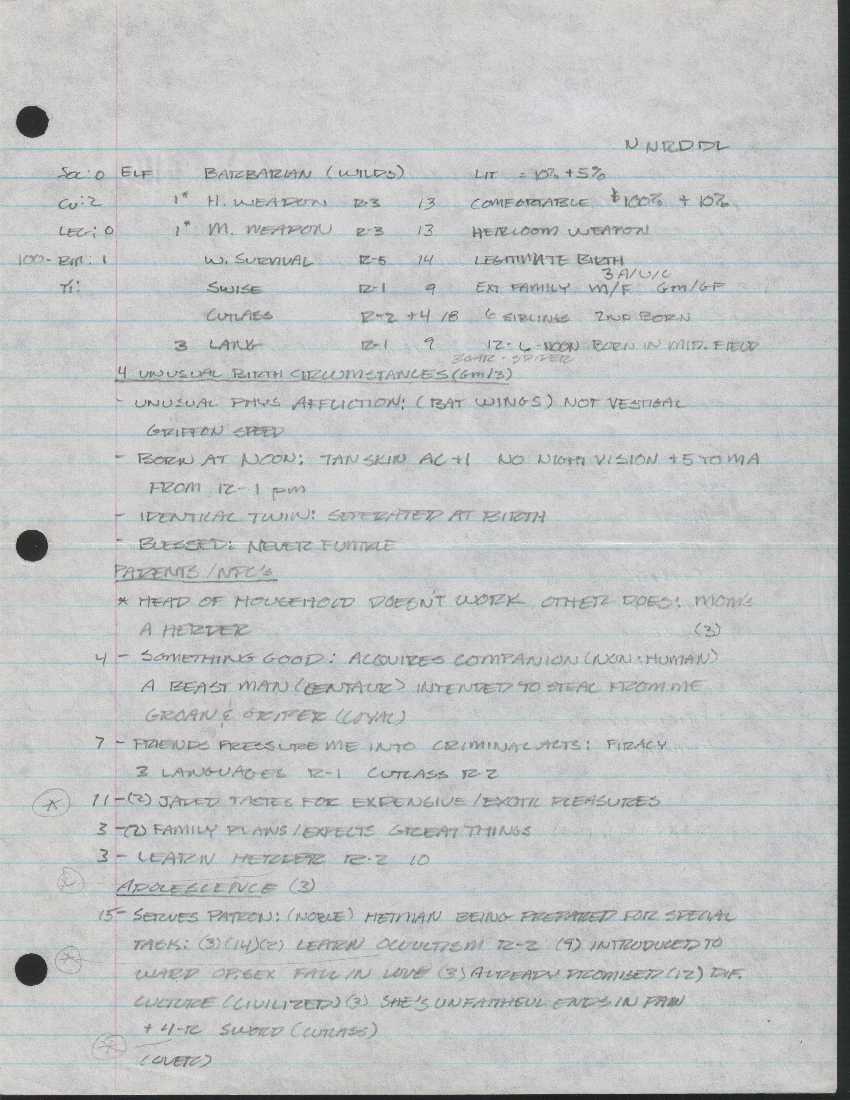 N NRDDL
SOC: 0 ELF BARBARIAN (WILDS) LIT = 10% + 5%
CU: 2 1* H. WEAPON R-3 13 COMFORTABLE $100% + 10%
LEG: 0 1* M. WEAPON R-3 13 HEIRLOOM WEAPON
100- BIR: 1 W. SURVIVAL R-5 14 LEGITIMATE BIRTH
3 A/U/C
TI: SWISE R-1 9 EXT FAMILY M/F GM/GF
CUTLASS R-2 +4 18 6 SIBLINGS 2ND BORN
3 LANG R-1 9 12- 6 -NOON BORN IN MID. FIELD
SPIDER
4 UNUSUAL BIRTH CIRCUMSTANCES (GM/3)
- UNUSUAL PHYS AFFLICTION: (BAT WINGS) NOT VESTIGAL
GRIFFON SPEED
- BORN AT NOON: TAN SKIN AC +1 NO NIGHT VISION +5 TO MA
FROM 12-1 pm
- IDENTICAL TWIN: SEPERATED AT BIRTH
- BLESSED: NEVER FUMBLE
PARENTS/NPC'S
* HEAD OF HOUSEHOLD DOESN'T WORK OTHER DOES: MOM'S
A HERDER (3)
4 - SOMETHING GOOD: ACQUIRES COMPANION (NON-HUMAN)
A BEAST MAN (CENTAUR) INTENDED TO STEAL FROM ME
GROAN & GRIPER (LOYAL)
7 - FRIENDS PRESSURE ME INTO CRIMINAL ACTS: PIRACY
3 LANGUAGES R-1 CUTLASS R-2
* 11 -(2) JADED TASTES FOR EXPENSIVE/EXOTIC PLEASURES
3 -(2) FAMILY PLANS/EXPECTS GREAT THINGS
3 - LEARN HERDER R-2 10
ADOLESCENCE (3)
15 - SERVES PATRON: (NOBLE) HETMAN BEING PREPARED FOR SPECIAL
TASK: (3)(14)(2) LEARN OCCULTISM R-2 (9) INTRODUCED TO
* WARD OP. SEX FALL IN LOVE (3) ALREADY PROMISED (12) DIF.
CULTURE (CIVILIZED) (3) SHE'S UNFAITHFUL ENDS IN PAIN
+ 4-R SWORD (CUTLASS)
* (OVER)